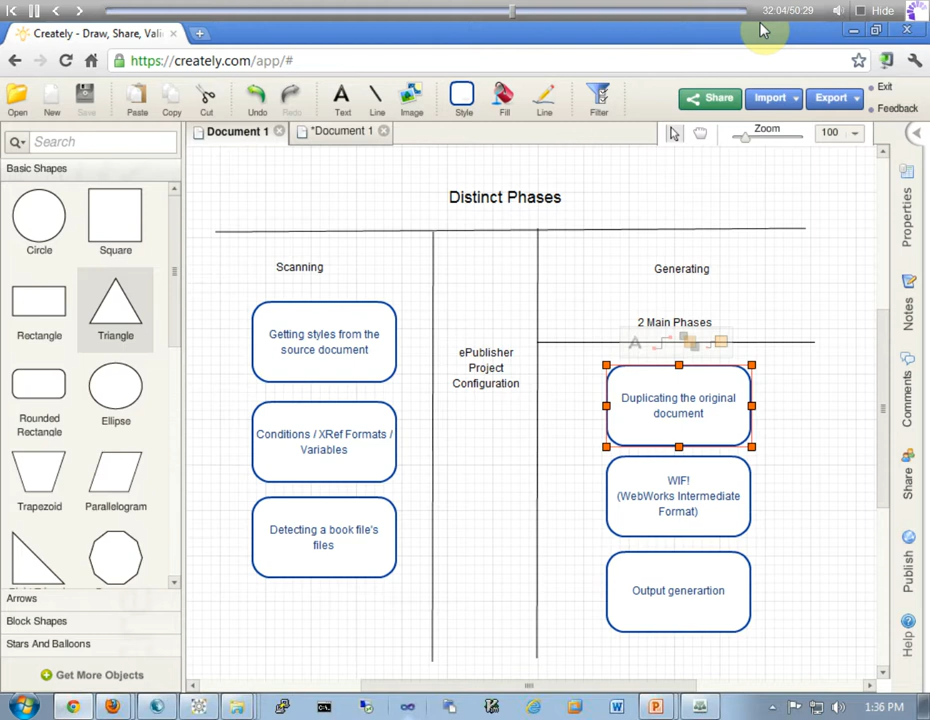 32:04/50:29
Hide
Creately - Draw, Share, Vali
https://creately.com/app/#
Open
New
Save
Paste
Copy
Cut
Undo
Redo
Text
Line
Image
Style
Fill
Line
Filter
Share
Import
Export
Exit
Feedback
Document 1
*Document 1
Zoom
100
Search
Basic Shapes
Circle
Square
Rectangle
Triangle
Rounded
Rectangle
Ellipse
Trapezoid
Parallelogram
Arrows
Block Shapes
Stars And Balloons
Get More Objects
Distinct Phases
Scanning
Getting styles from the
source document
Conditions / XRef Formats /
Variables
Detecting a book file's
files
ePublisher
Project
Configuration
Generating
2 Main Phases
Duplicating the original
document
WIF!
(WebWorks Intermediate
Format)
Output generartion
Properties
Notes
Comments
Share
Publish
Help
1:36 PM